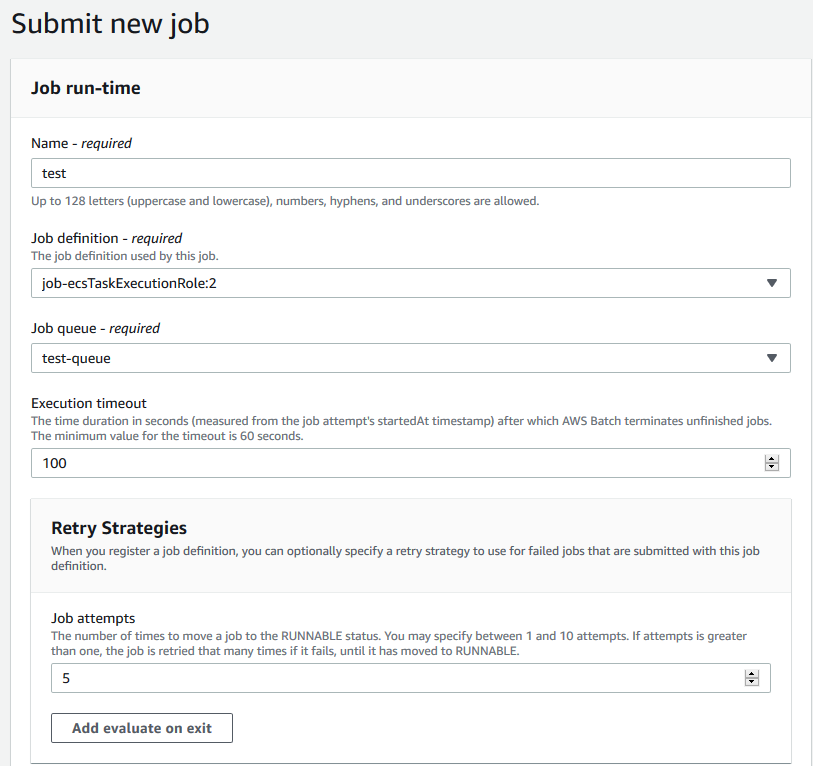 Submit new job
Job run-time
Name - required
test
Up to 128 letters (uppercase and lowercase), numbers, hyphens, and underscores are allowed.
Job definition - required
The job definition used by this job.
job-ecsTaskExecutionRole:2
Job queue - required
test-queue
Execution timeout
The time duration in seconds (measured from the job attempt's startedAt timestamp) after which AWS Batch terminates unfinished jobs.
The minimum value for the timeout is 60 seconds.
100
Retry Strategies
When you register a job definition, you can optionally specify a retry strategy to use for failed jobs that are submitted with this job
definition.
Job attempts
The number of times to move a job to the RUNNABLE status. You may specify between 1 and 10 attempts. If attempts is greater
than one, the job is retried that many times if it fails, until it has moved to RUNNABLE.
5
Add evaluate on exit